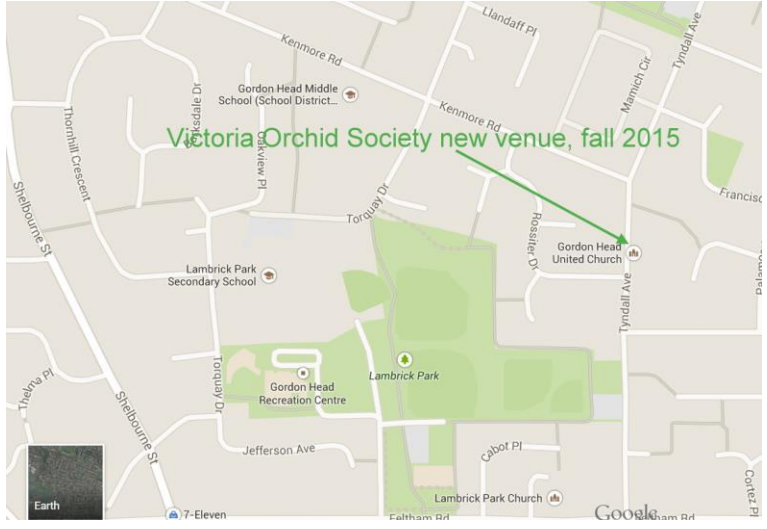 Llandaff Pl
Tyndall Ave
Kenmore Rd
Mamich Cir
Gordon Head Middle
School (School District...
Kenmore Rd
Thornhill Crescent
Oakview Pl
Victoria Orchid Society new venue, fall 2015
Shelbourne St
Torquay Dr
Rossiter Dr
Gordon Head
United Church
Lambrick Park
Secondary School
Tyndall Ave
Torquay Dr
Lambrick Park
Gordon Head
Recreation Centre
Thelma Pl
Shelbourne St
Jefferson Ave
Cabot Pl
Cortez Pl
Earth
7-Eleven
Feltham Rd
Lambrick Park Church
Google